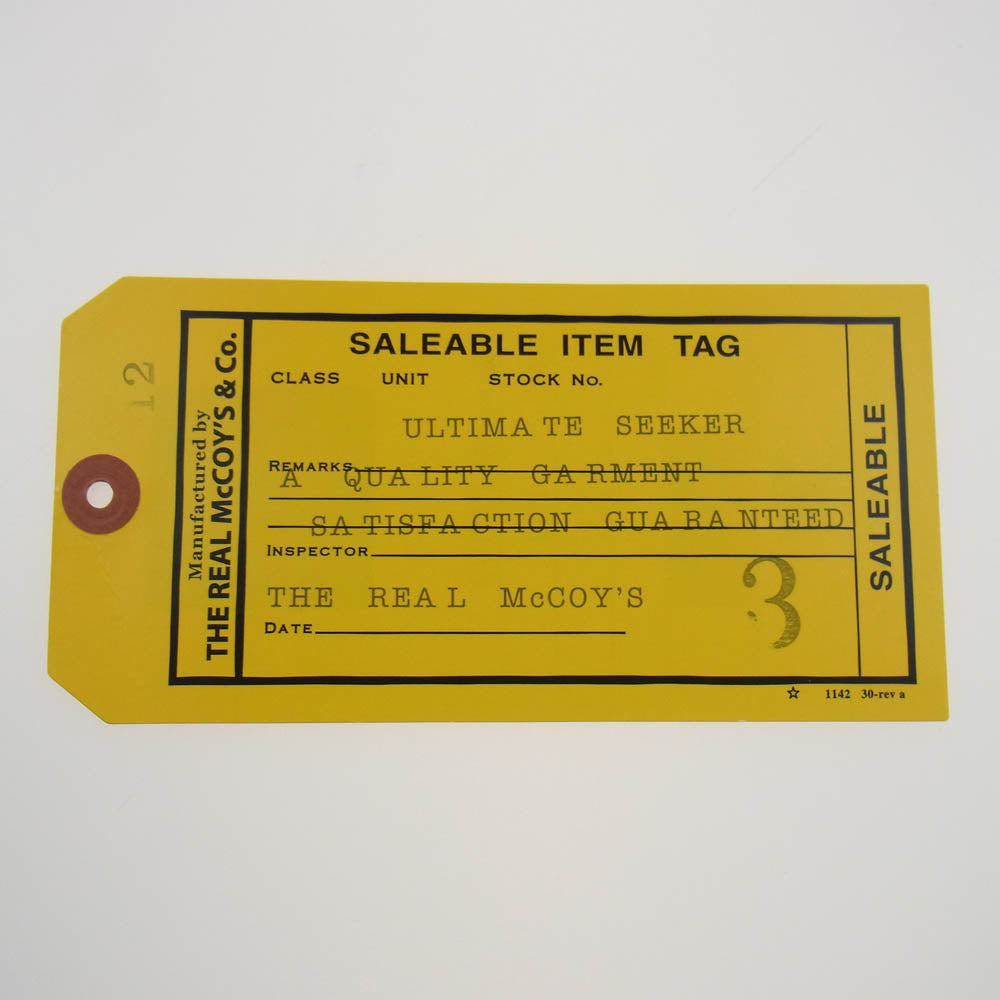 12
Manufactured by
THE REAL McCOY'S & Co.
SALEABLE ITEM TAG
CLASS UNIT STOCK No.
ULTIMATE SEEKER
REMARKS
A QUALITY GARMENT
SATISFACTION GUARANTEED
INSPECTOR
THE REAL McCOY'S
3
DATE
SALEABLE
☆ 1142 30-rev a